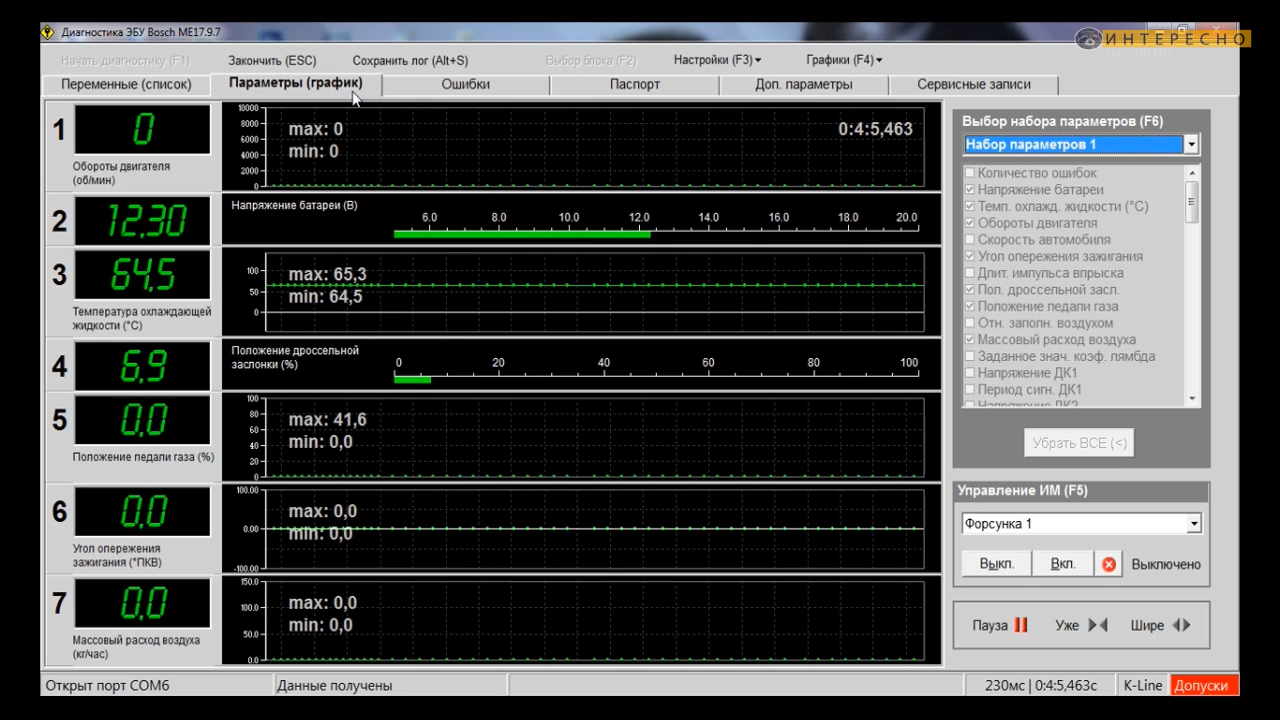 Диагностика ЭБУ Bosch ME17.9.7
ИНТЕРЕСНО
Начать диагностику (F1) Закончить (ESC) Сохранить лог (Alt+S) Выбор блока (F2) Настройки (F3) Графики (F4)
Переменные (список) Параметры (график) Ошибки Паспорт Доп. параметры Сервисные записи
1
0
Обороты двигателя
(об/мин)
10000
8000
6000
4000
2000
0
max: 0
min: 0
0:4:5,463
2
12,30
Напряжение батареи (В)
6.0 8.0 10.0 12.0 14.0 16.0 18.0 20.0
3
64,5
Температура охлаждающей
жидкости (°C)
100
50
0
max: 65,3
min: 64,5
4
6,9
Положение дроссельной
заслонки (%)
0 20 40 60 80 100
5
0,0
Положение педали газа (%)
100
80
60
40
20
0
max: 41,6
min: 0,0
6
0,0
Угол опережения
зажигания (°ПКВ)
100.00
0.00
-100.00
max: 0,0
min: 0,0
7
0,0
Массовый расход воздуха
(кг/час)
150.0
100.0
50.0
0.0
max: 0,0
min: 0,0
Выбор набора параметров (F6)
Набор параметров 1
Количество ошибок
Напряжение батареи
Темп. охлажд. жидкости (°C)
Обороты двигателя
Скорость автомобиля
Угол опережения зажигания
Длит. импульса впрыска
Пол. дроссельной засл.
Положение педали газа
Отн. заполн. воздухом
Массовый расход воздуха
Заданное знач. коэф. лямбда
Напряжение ДК1
Период сигн. ДК1
Напряжение ДК2
Убрать ВСЕ (<)
Управление ИМ (F5)
Форсунка 1
Выкл. Вкл. Выключено
Пауза Уже Шире
Открыт порт COM6 Данные получены 230мс | 0:4:5,463с K-Line Допуски